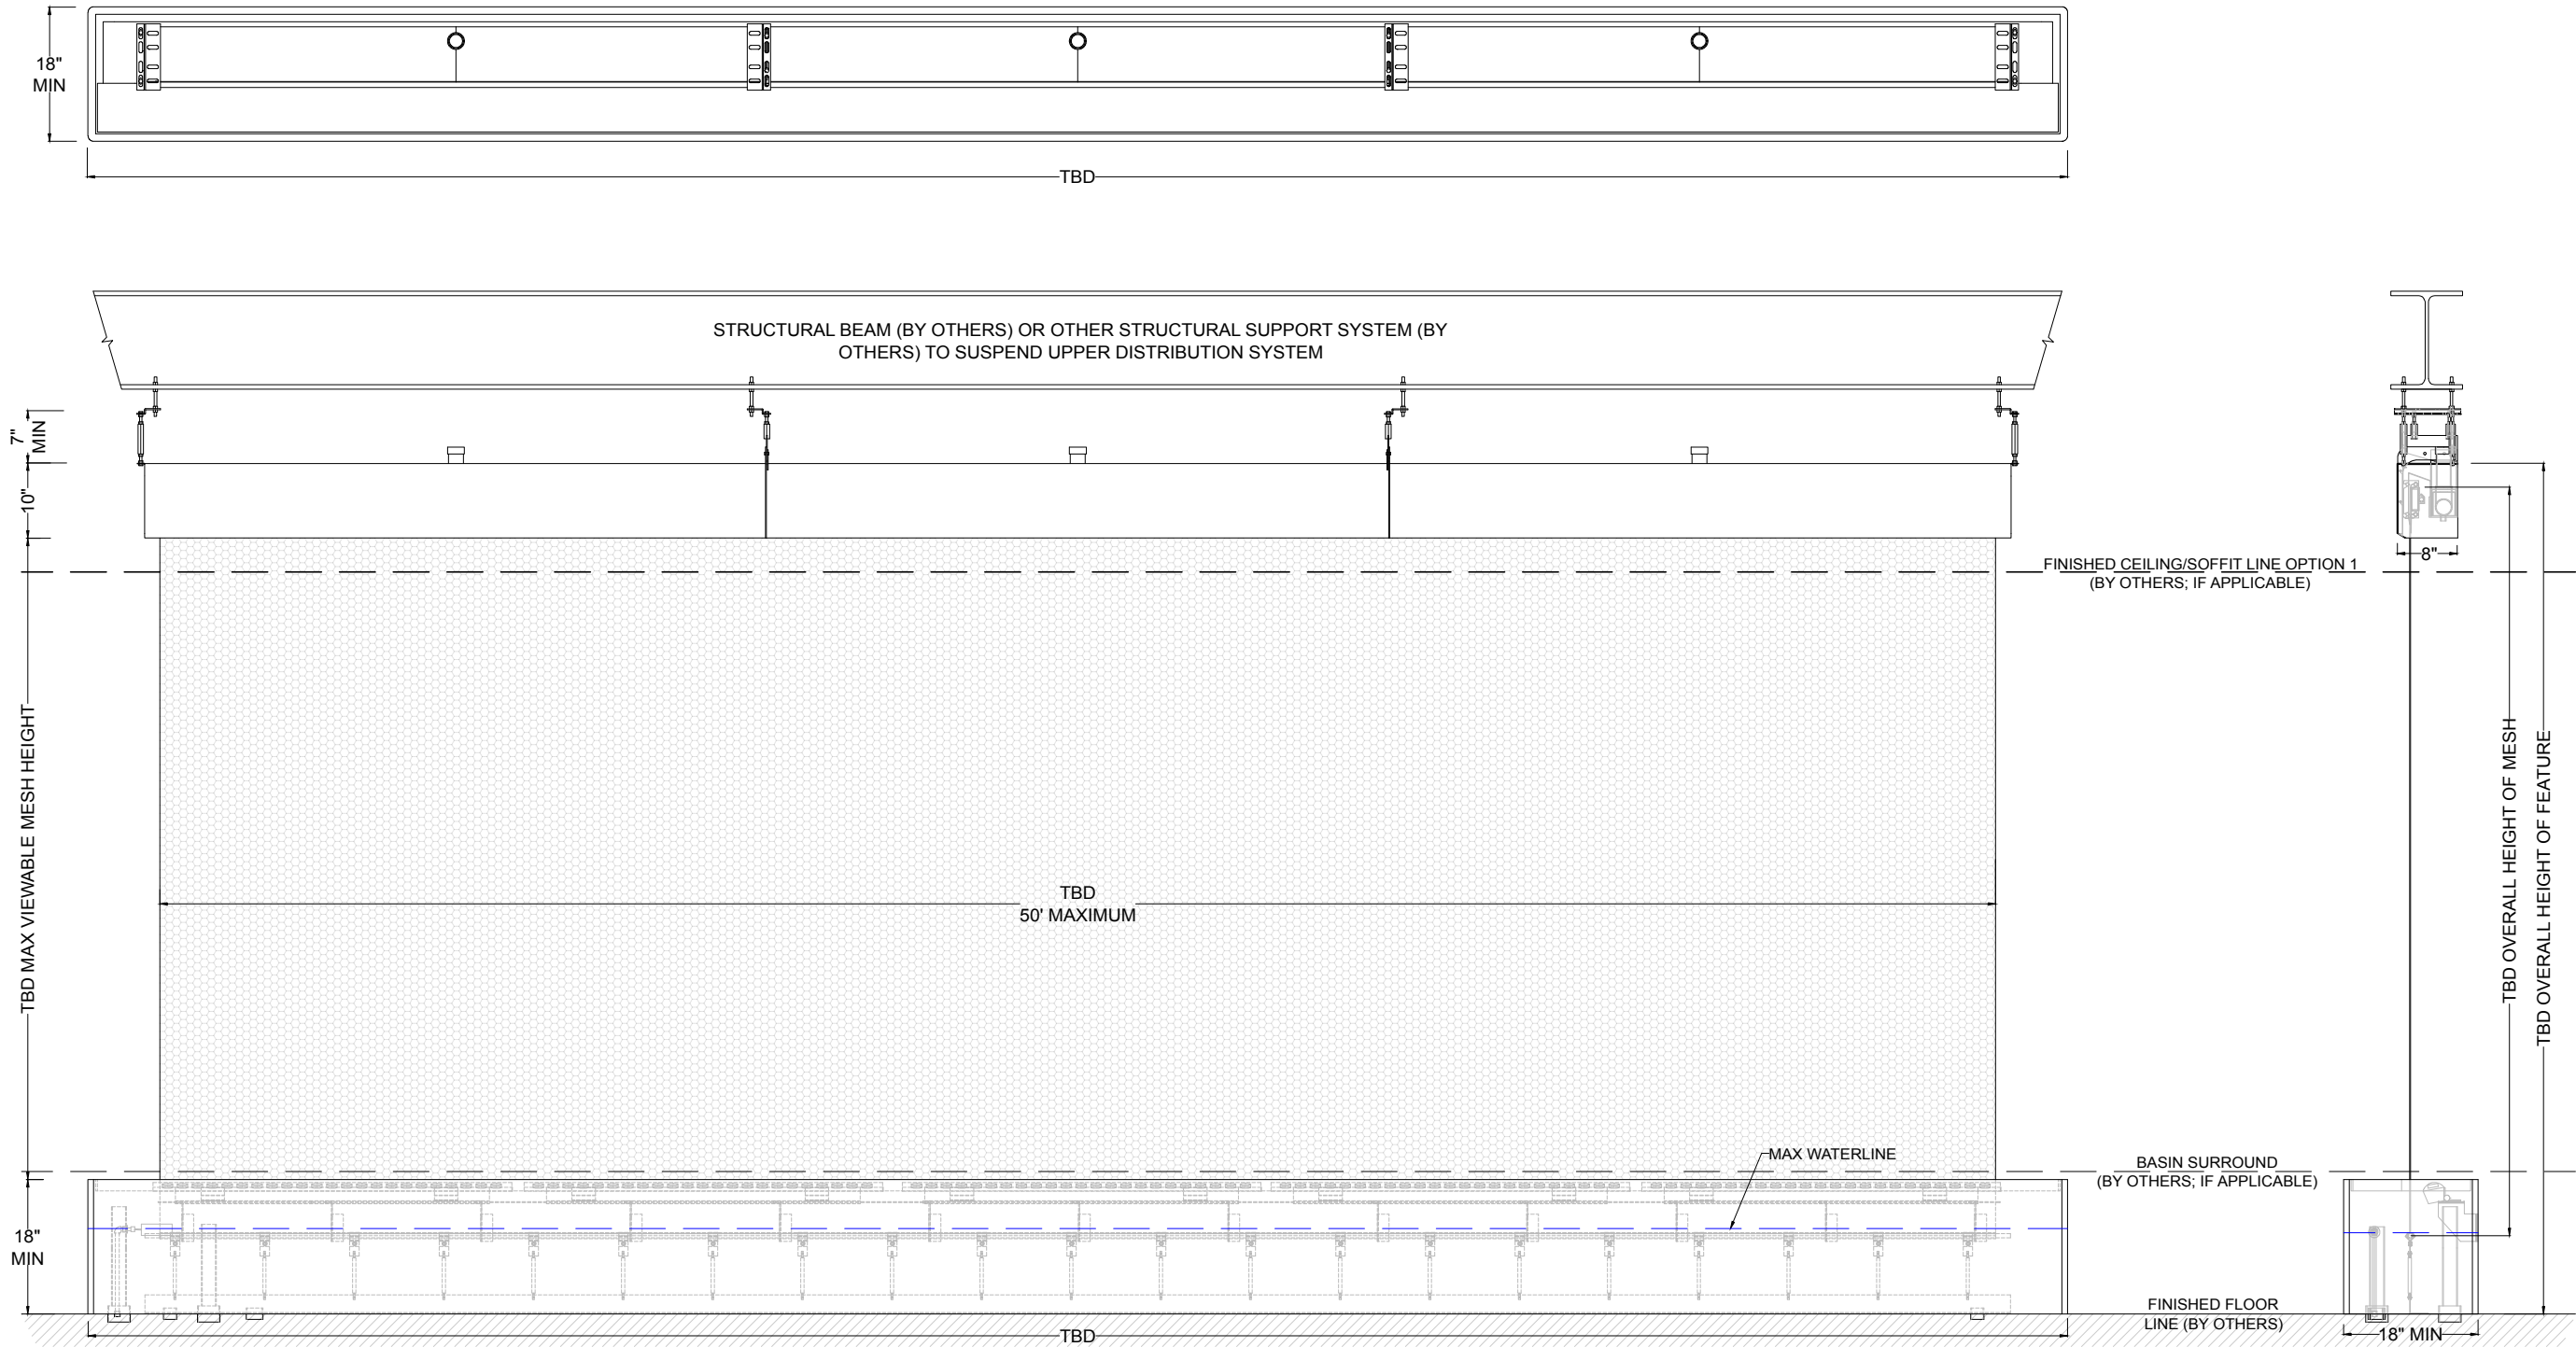 18"
MIN
TBD
STRUCTURAL BEAM (BY OTHERS) OR OTHER STRUCTURAL SUPPORT SYSTEM (BY
OTHERS) TO SUSPEND UPPER DISTRIBUTION SYSTEM
7"
MIN
10"
8"
FINISHED CEILING/SOFFIT LINE OPTION 1
(BY OTHERS; IF APPLICABLE)
TBD MAX VIEWABLE MESH HEIGHT
TBD
50' MAXIMUM
TBD OVERALL HEIGHT OF MESH
TBD OVERALL HEIGHT OF FEATURE
MAX WATERLINE
BASIN SURROUND
(BY OTHERS; IF APPLICABLE)
18"
MIN
FINISHED FLOOR
LINE (BY OTHERS)
TBD
18" MIN